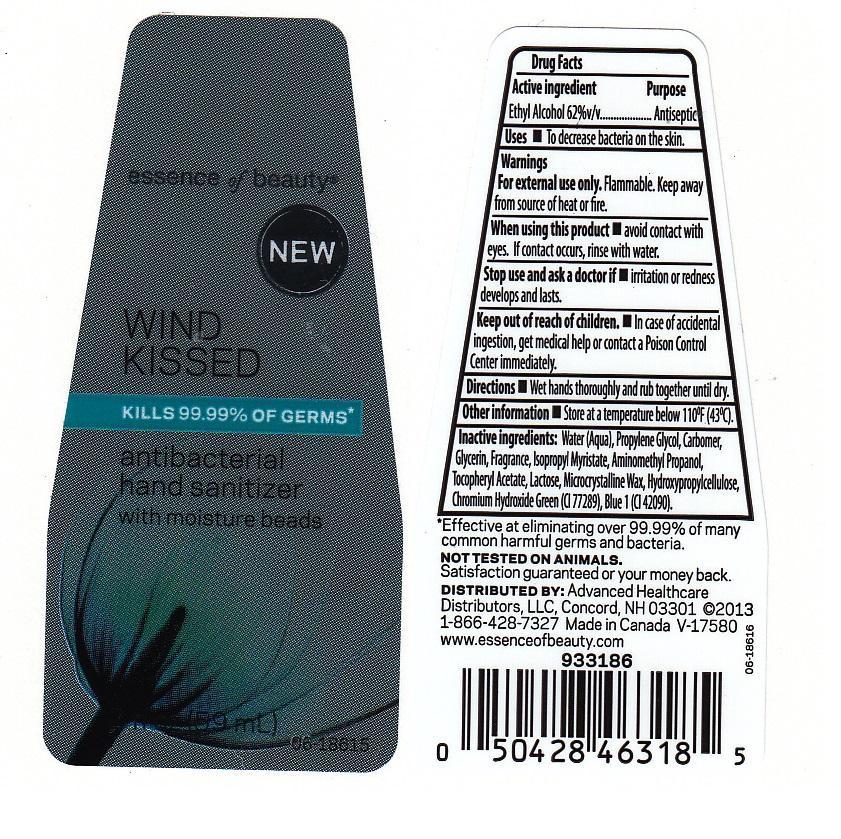 essence of beauty®
NEW
WIND
KISSED
KILLS 99.99% OF GERMS*
antibacterial
hand sanitizer
with moisture beads
(59 mL)
06-18615
Drug Facts
Active ingredient Purpose
Ethyl Alcohol 62%v/v................... Antiseptic
Uses ■ To decrease bacteria on the skin.
Warnings
For external use only. Flammable. Keep away
from source of heat or fire.
When using this product ■ avoid contact with
eyes. If contact occurs, rinse with water.
Stop use and ask a doctor if ■ irritation or redness
develops and lasts.
Keep out of reach of children. ■ In case of accidental
ingestion, get medical help or contact a Poison Control
Center immediately.
Directions ■ Wet hands thoroughly and rub together until dry.
Other information ■ Store at a temperature below 110⁰F (43⁰C).
Inactive ingredients: Water (Aqua), Propylene Glycol, Carbomer,
Glycerin, Fragrance, Isopropyl Myristate, Aminomethyl Propanol,
Tocopheryl Acetate, Lactose, Microcrystalline Wax, Hydroxypropylcellulose,
Chromium Hydroxide Green (CI 77289), Blue 1 (CI 42090).
*Effective at eliminating over 99.99% of many
common harmful germs and bacteria.
NOT TESTED ON ANIMALS.
Satisfaction guaranteed or your money back.
DISTRIBUTED BY: Advanced Healthcare
Distributors, LLC, Concord, NH 03301 ©2013
1-866-428-7327 Made in Canada V-17580
www.essenceofbeauty.com
06-18616
933186
0 50428 46318 5